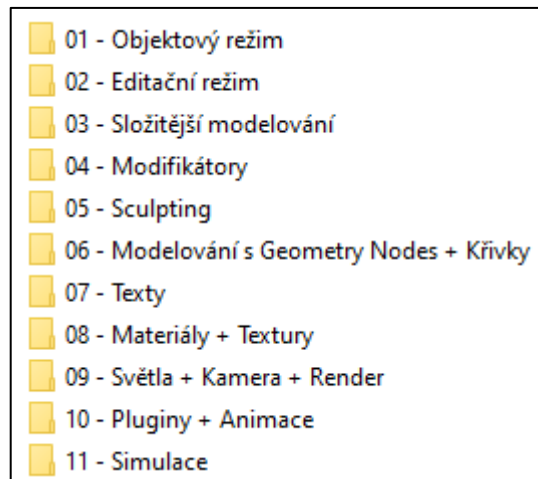 01 - Objektový režim
02 - Editační režim
03 - Složitější modelování
04 - Modifikátory
05 - Sculpting
06 - Modelování s Geometry Nodes + Křivky
07 - Texty
08 - Materiály + Textury
09 - Světla + Kamera + Render
10 - Pluginy + Animace
11 - Simulace